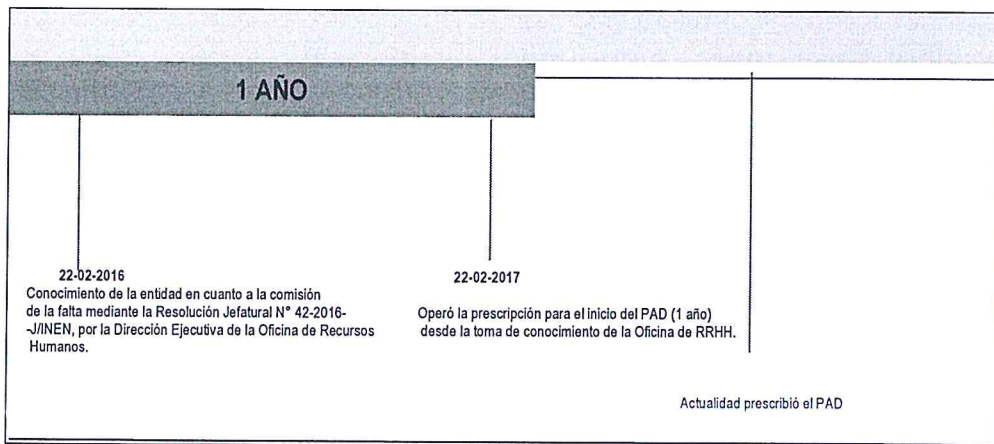 1 AÑO
22-02-2016
Conocimiento de la entidad en cuanto a la comisión
de la falta mediante la Resolución Jefatural N° 42-2016-
-J/INEN, por la Dirección Ejecutiva de la Oficina de Recursos
Humanos.
22-02-2017
Operó la prescripción para el inicio del PAD (1 año)
desde la toma de conocimiento de la Oficina de RRHH.
Actualidad prescribió el PAD